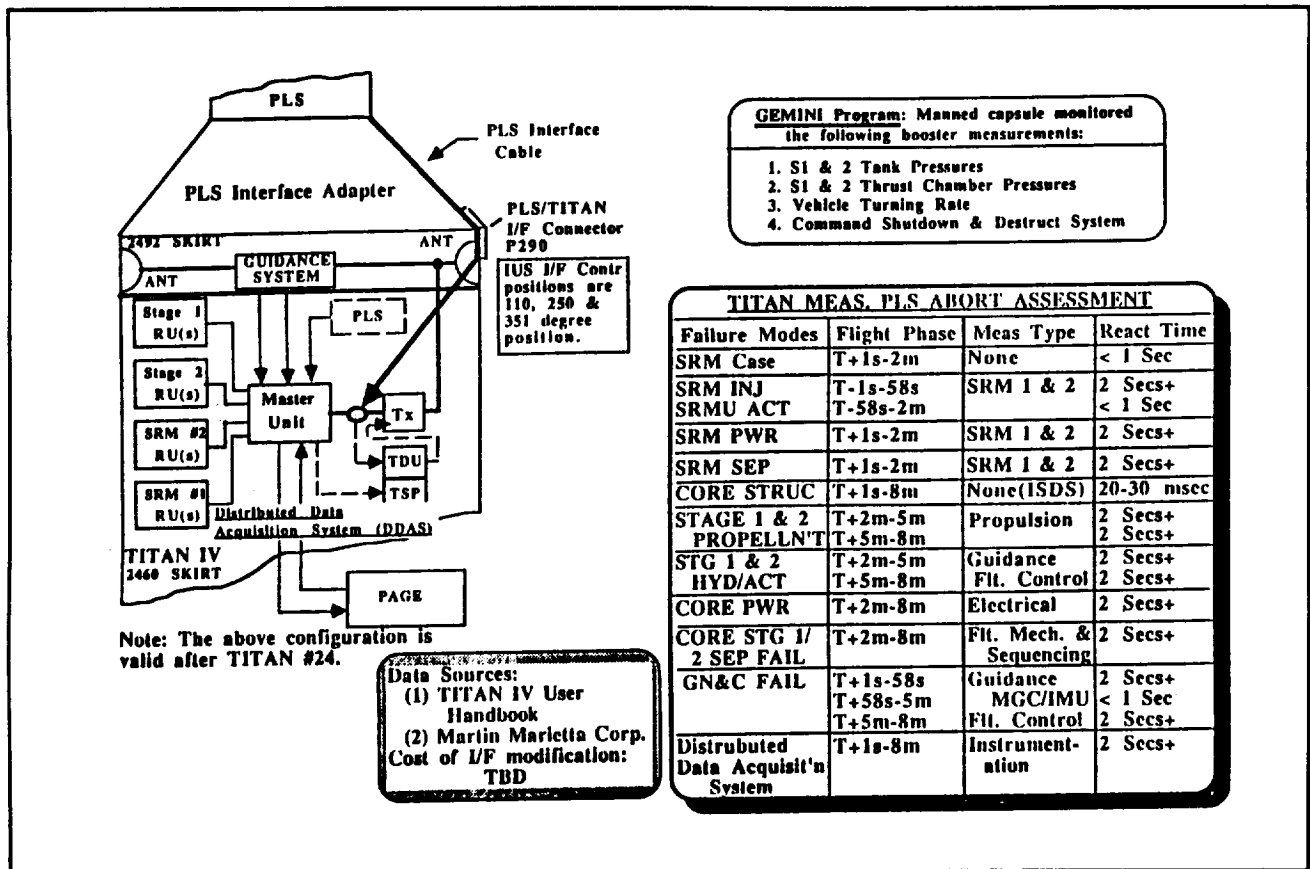 PLS
PLS Interface
Cable
PLS Interface Adapter
PLS/TITAN
I/F Connector
P290
2492 SKIRT
ANT
GUIDANCE
SYSTEM
ANT
IUS I/F Contr
positions are
110, 250 &
351 degree
position.
Stage 1
RU(s)
PLS
Stage 2
RU(s)
Master
Unit
Tx
SRM #2
RU(s)
TDU
TSP
SRM #1
RU(s)
Distributed Data
Acquisition System (DDAS)
TITAN IV
2460 SKIRT
PAGE
Note: The above configuration is
valid after TITAN #24.
Data Sources:
(1) TITAN IV User
Handbook
(2) Martin Marietta Corp.
Cost of I/F modification:
TBD
GEMINI Program: Manned capsule monitored
the following booster measurements:
1. S1 & 2 Tank Pressures
2. S1 & 2 Thrust Chamber Pressures
3. Vehicle Turning Rate
4. Command Shutdown & Destruct System
TITAN MEAS. PLS ABORT ASSESSMENT
Failure Modes Flight Phase Meas Type React Time
SRM Case T+1s-2m None < 1 Sec
SRM INJ T-1s-58s SRM 1 & 2 2 Secs+
SRMU ACT T-58s-2m < 1 Sec
SRM PWR T+1s-2m SRM 1 & 2 2 Secs+
SRM SEP T+1s-2m SRM 1 & 2 2 Secs+
CORE STRUC T+1s-8m None(ISDS) 20-30 msec
STAGE 1 & 2 T+2m-5m Propulsion 2 Secs+
PROPELLN'T T+5m-8m 2 Secs+
STG 1 & 2 T+2m-5m Guidance 2 Secs+
HYD/ACT T+5m-8m Flt. Control 2 Secs+
CORE PWR T+2m-8m Electrical 2 Secs+
CORE STG 1/ T+2m-8m Flt. Mech. & 2 Secs+
2 SEP FAIL Sequencing
GN&C FAIL T+1s-58s Guidance 2 Secs+
T+58s-5m MGC/IMU < 1 Sec
T+5m-8m Flt. Control 2 Secs+
Distrubuted T+1s-8m Instrument- 2 Secs+
Data Acquisit'n ation
System